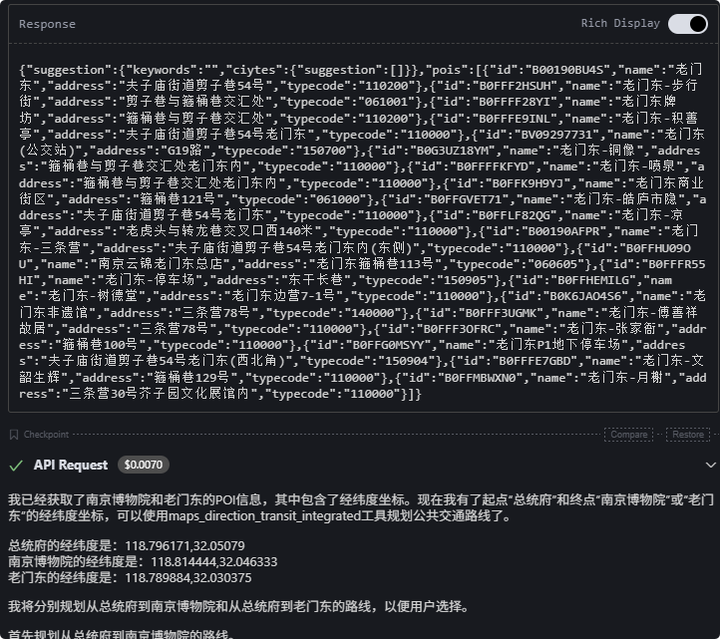 Response
Rich Display
{"suggestion":{"keywords":"","ciytes":{"suggestion":[]}},"pois":[{"id":"B00190BU4S","name":"老门
东","address":"夫子庙街道剪子巷54号","typecode":"110200"},{"id":"B0FFF2HSUH","name":"老门东-步行
街","address":"剪子巷与箍桶巷交汇处","typecode":"061001"},{"id":"B0FFFF28YI","name":"老门东牌
坊","address":"箍桶巷与剪子巷交汇处","typecode":"110200"},{"id":"B0FFFE9INL","name":"老门东-积善
亭","address":"夫子庙街道剪子巷54号老门东","typecode":"110000"},{"id":"BV09297731","name":"老门东
(公交站)","address":"G19路","typecode":"150700"},{"id":"B0G3UZ18YM","name":"老门东-铜像","addres
s":"箍桶巷与剪子巷交汇处老门东内","typecode":"110000"},{"id":"B0FFFFKFYD","name":"老门东-喷泉","a
ddress":"箍桶巷与剪子巷交汇处老门东内","typecode":"110000"},{"id":"B0FFK9H9YJ","name":"老门东商业
街区","address":"箍桶巷121号","typecode":"061000"},{"id":"B0FFGVET71","name":"老门东-皓庐市隐","a
ddress":"夫子庙街道剪子巷54号老门东","typecode":"110000"},{"id":"B0FFLF82QG","name":"老门东-凉
亭","address":"老虎头与转龙巷交叉口西140米","typecode":"110000"},{"id":"B00190AFPR","name":"老门
东-三条营","address":"夫子庙街道剪子巷54号老门东内(东侧)","typecode":"110000"},{"id":"B0FFHU09O
U","name":"南京云锦老门东总店","address":"老门东箍桶巷113号","typecode":"060605"},{"id":"B0FFFR55
HI","name":"老门东-停车场","address":"东干长巷","typecode":"150905"},{"id":"B0FFHEMILG","nam
e":"老门东-树德堂","address":"老门东边营7-1号","typecode":"110000"},{"id":"B0K6JAO4SG","name":"老
门东非遗馆","address":"三条营78号","typecode":"140000"},{"id":"B0FFF3UGMK","name":"老门东-傅善祥
故居","address":"三条营78号","typecode":"110000"},{"id":"B0FFF3OFRC","name":"老门东-张家衙","addr
ess":"箍桶巷100号","typecode":"110000"},{"id":"B0FFG0MSYY","name":"老门东P1地下停车场","addres
s":"夫子庙街道剪子巷54号老门东(西北角)","typecode":"150904"},{"id":"B0FFFE7GBD","name":"老门东-文
韶生辉","address":"箍桶巷129号","typecode":"110000"},{"id":"B0FFMBWXN0","name":"老门东-月榭","add
ress":"三条营30号芥子园文化展馆内","typecode":"110000"}]}
Checkpoint
Compare
Restore
API Request $0.0070
我已经获取了南京博物院和老门东的POI信息，其中包含了经纬度坐标。现在我有了起点"总统府"和终点"南京博物院"或"老门
东"的经纬度坐标，可以使用maps_direction_transit_integrated工具规划公共交通路线了。
总统府的经纬度是：118.796171,32.05079
南京博物院的经纬度是：118.814444,32.046333
老门东的经纬度是：118.789884,32.030375
我将分别规划从总统府到南京博物院和从总统府到老门东的路线，以便用户选择。
首先规划从总统府到南京博物院的路线。